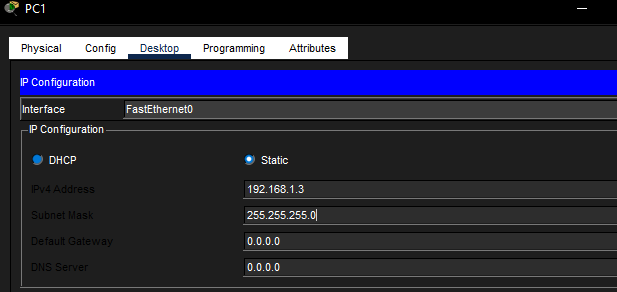 PC1
Physical Config Desktop Programming Attributes
IP Configuration
Interface FastEthernet0
IP Configuration
DHCP Static
IPv4 Address 192.168.1.3
Subnet Mask 255.255.255.0
Default Gateway 0.0.0.0
DNS Server 0.0.0.0